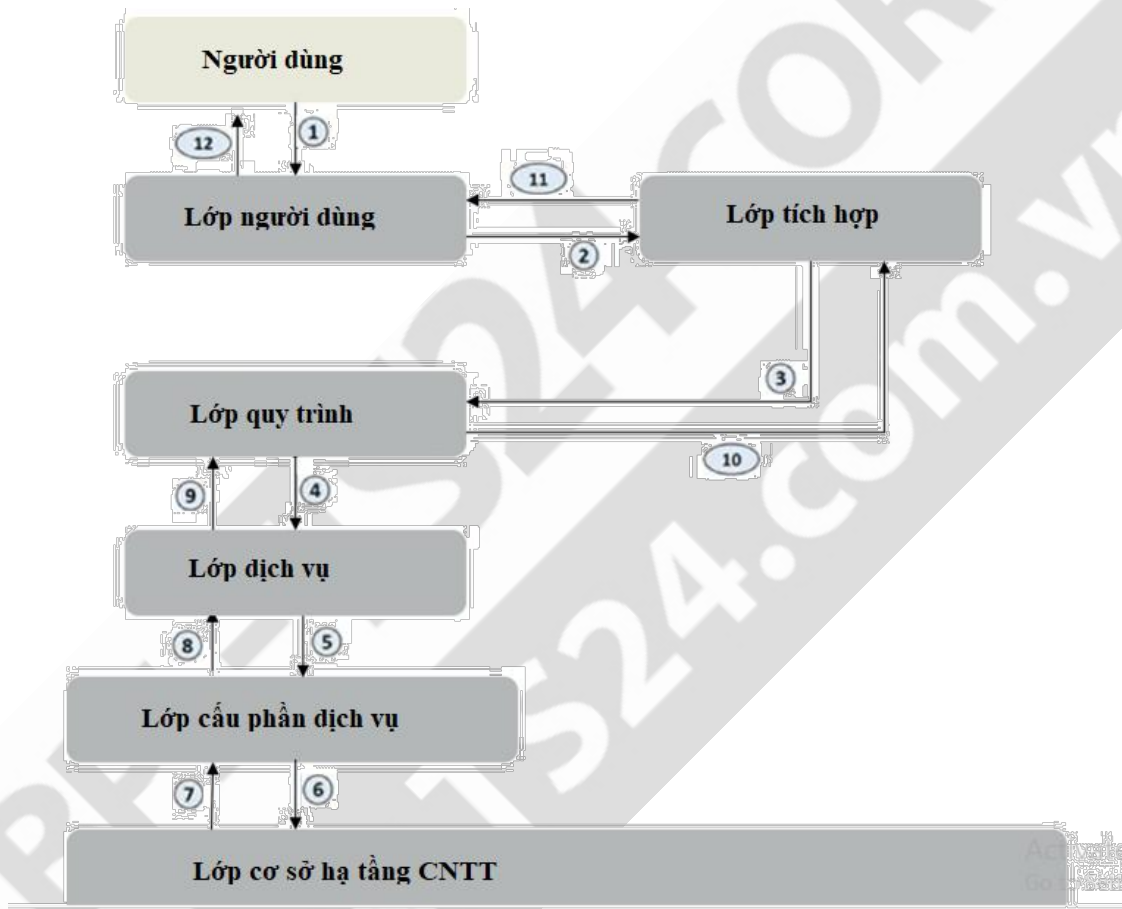 Người dùng
12
1
Lớp người dùng
11
2
Lớp tích hợp
3
Lớp quy trình
10
9
4
Lớp dịch vụ
8
5
Lớp cấu phần dịch vụ
7
6
Lớp cơ sở hạ tầng CNTT